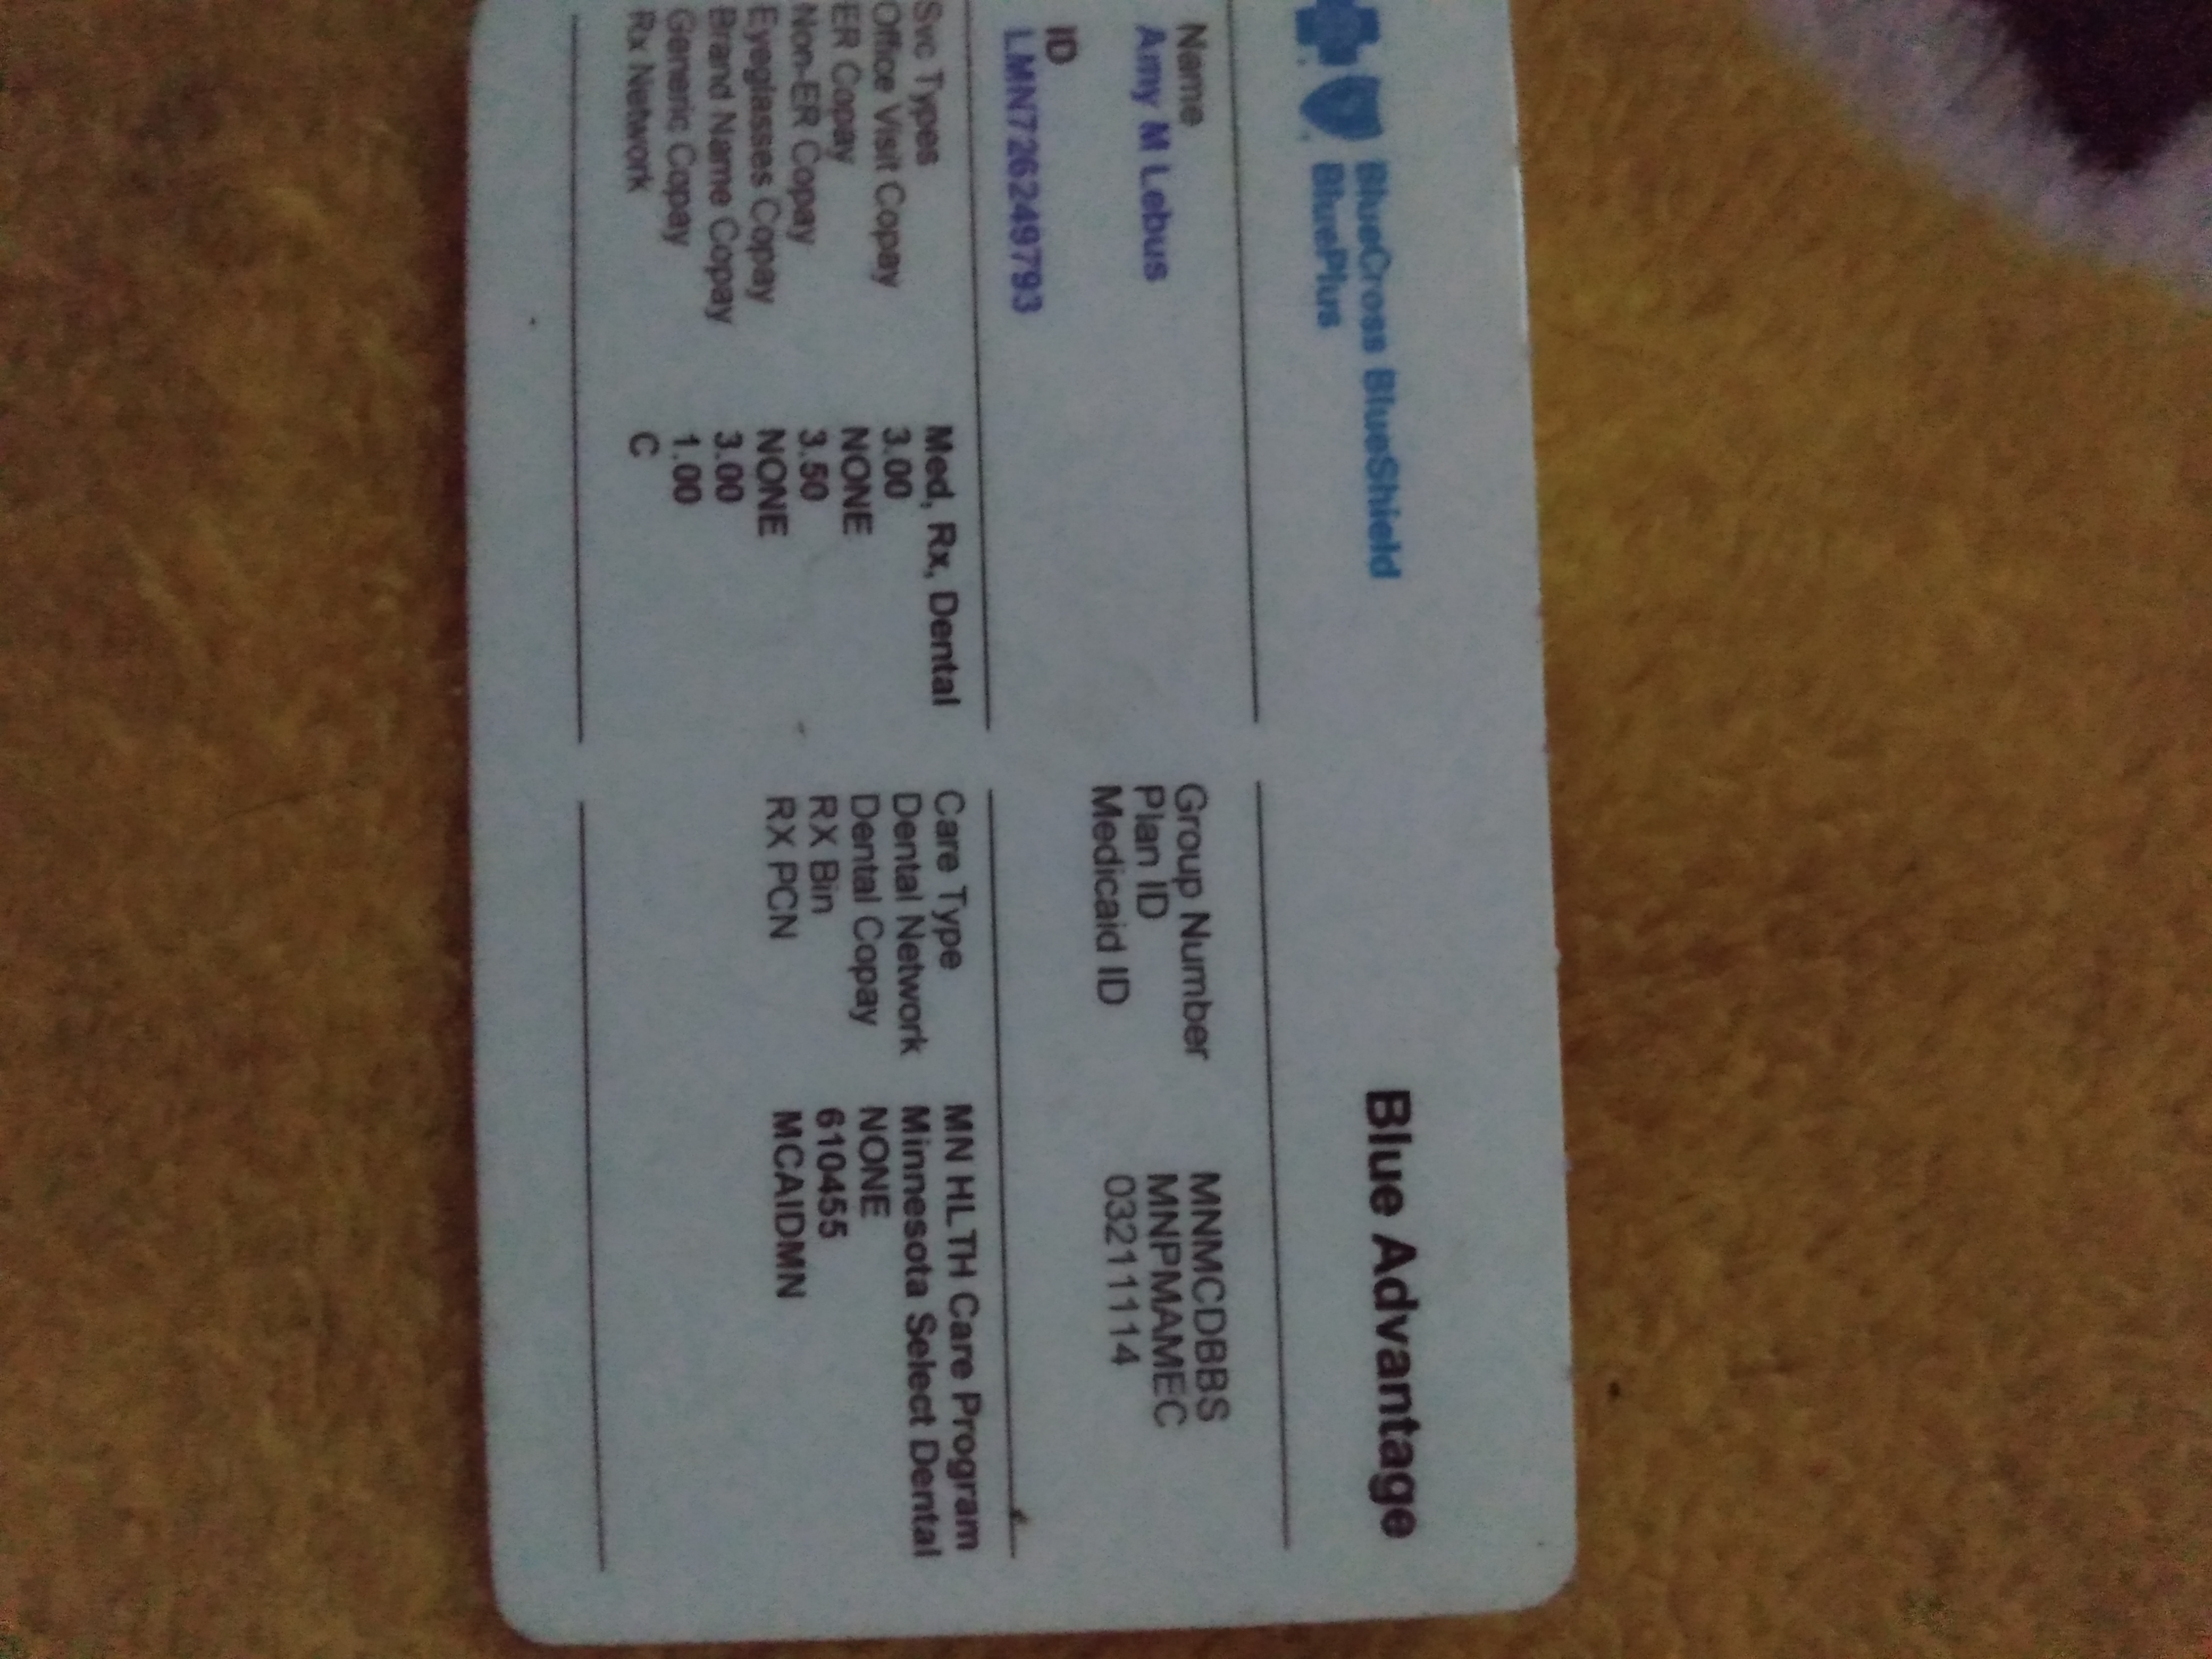 BlueCross BlueShield
BluePlus
Blue Advantage
Name
Amy M Lebus
ID
LMN726249793
Group Number MNMCDBBS
Plan ID MNPMAMEC
Medicaid ID 03211114
Svc Types Med, Rx, Dental
Office Visit Copay 3.00
ER Copay NONE
Non-ER Copay 3.50
Eyeglasses Copay NONE
Brand Name Copay 3.00
Generic Copay 1.00
Rx Network C
Care Type MN HLTH Care Program
Dental Network Minnesota Select Dental
Dental Copay NONE
RX Bin 610455
RX PCN MCAIDMN